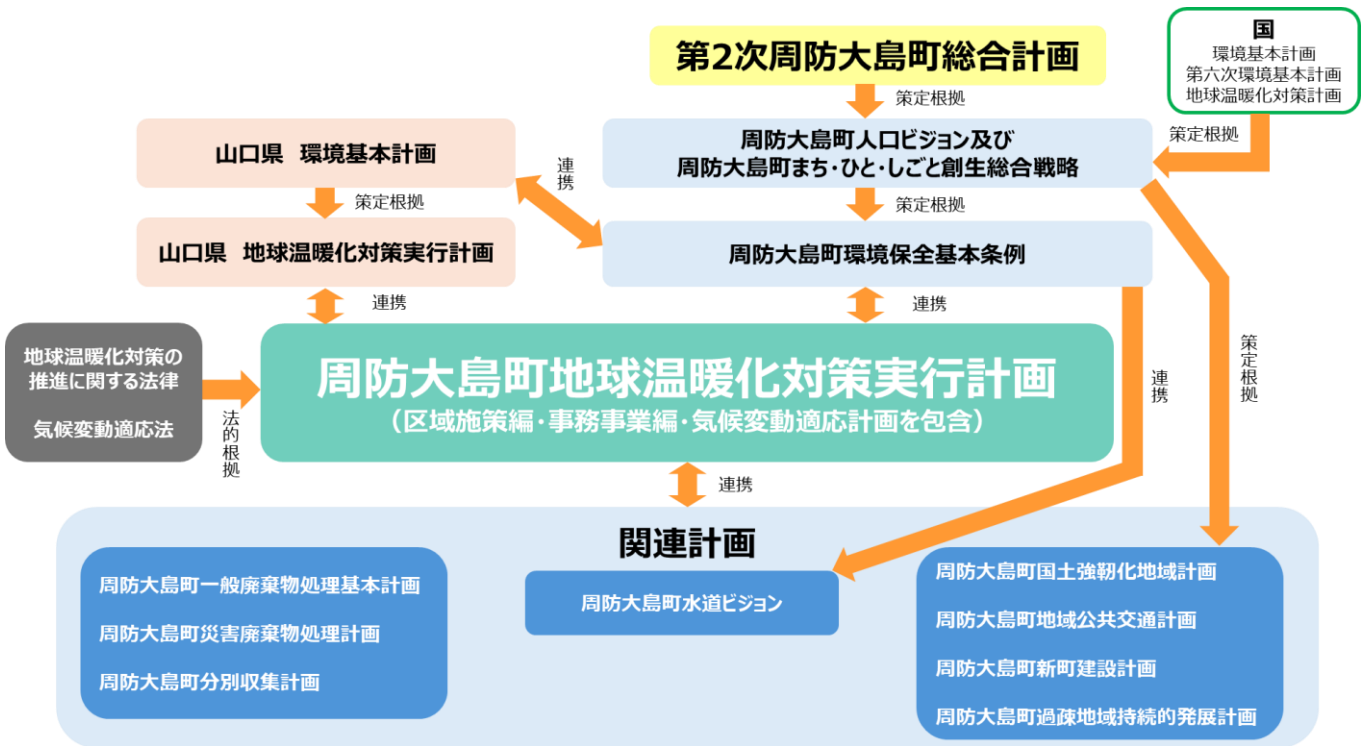 第2次周防大島町総合計画
国
環境基本計画
第六次環境基本計画
地球温暖化対策計画
策定根拠
策定根拠
山口県 環境基本計画
連携
周防大島町人口ビジョン及び
周防大島町まち・ひと・しごと創生総合戦略
策定根拠
策定根拠
山口県 地球温暖化対策実行計画
周防大島町環境保全基本条例
連携
連携
地球温暖化対策の
推進に関する法律
気候変動適応法
法的根拠
周防大島町地球温暖化対策実行計画
（区域施策編・事務事業編・気候変動適応計画を包含）
連携
策定根拠
連携
関連計画
周防大島町一般廃棄物処理基本計画
周防大島町災害廃棄物処理計画
周防大島町分別収集計画
周防大島町水道ビジョン
周防大島町国土強靭化地域計画
周防大島町地域公共交通計画
周防大島町新町建設計画
周防大島町過疎地域持続的発展計画